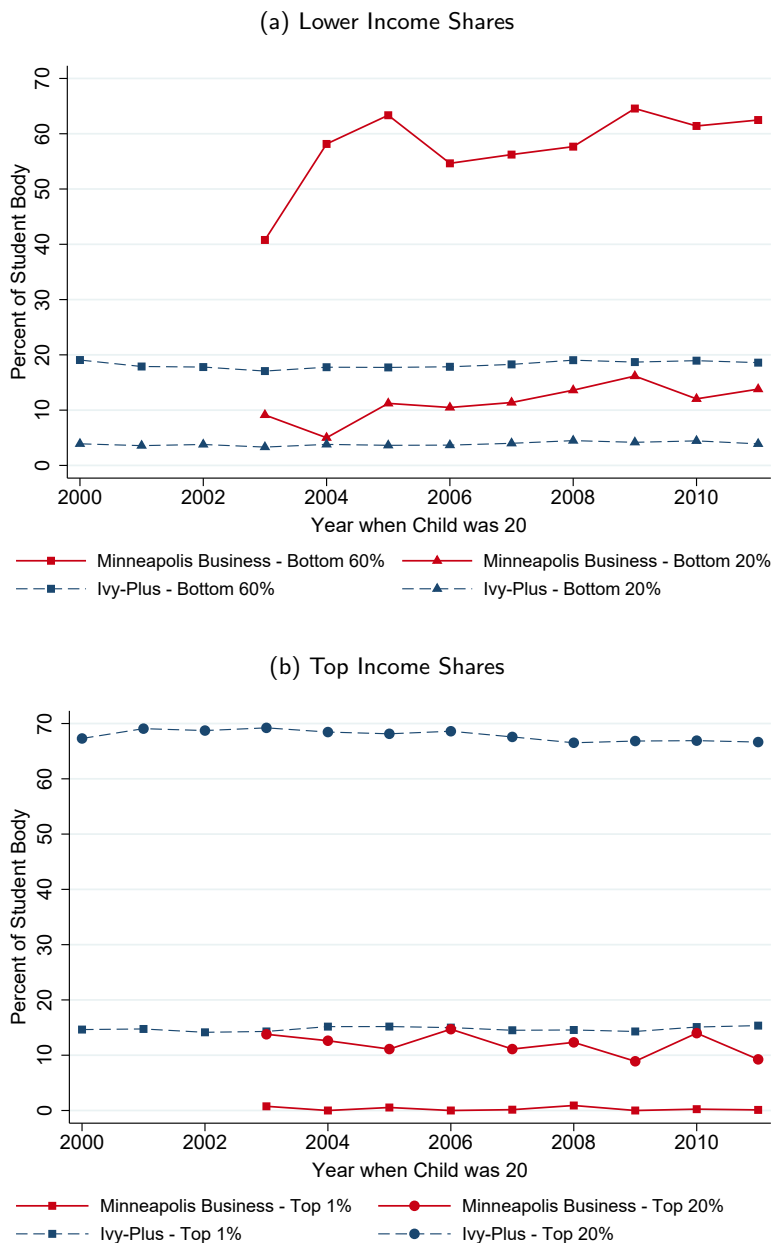 (a) Lower Income Shares
Percent of Student Body
70
60
50
40
30
20
10
0
2000 2002 2004 2006 2008 2010
Year when Child was 20
Minneapolis Business - Bottom 60% Minneapolis Business - Bottom 20%
Ivy-Plus - Bottom 60% Ivy-Plus - Bottom 20%
(b) Top Income Shares
Percent of Student Body
70
60
50
40
30
20
10
0
2000 2002 2004 2006 2008 2010
Year when Child was 20
Minneapolis Business - Top 1% Minneapolis Business - Top 20%
Ivy-Plus - Top 1% Ivy-Plus - Top 20%